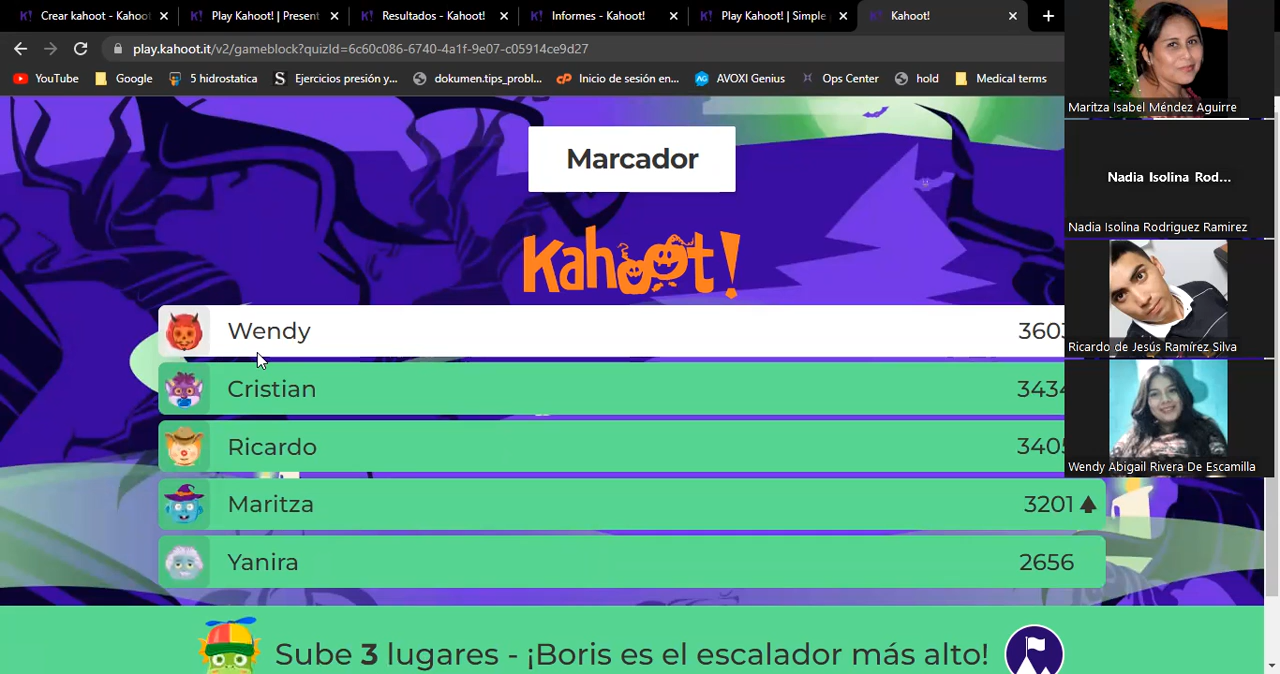 Crear kahoot - Kahoot!
Play Kahoot! | Present
Resultados - Kahoot!
Informes - Kahoot!
Play Kahoot! | Simple
Kahoot!
play.kahoot.it/v2/gameblock?quizId=6c60c086-6740-4a1f-9e07-c05914ce9d27
YouTube
Google
5 hidrostatica
Ejercicios presión y...
dokumen.tips_probl...
Inicio de sesión en...
AVOXI Genius
Ops Center
hold
Medical terms
Maritza Isabel Méndez Aguirre
Nadia Isolina Rod...
Nadia Isolina Rodriguez Ramirez
Ricardo de Jesús Ramírez Silva
Wendy Abigail Rivera De Escamilla
Marcador
Kahoot!
Wendy 3603
Cristian 3434
Ricardo 3405
Maritza 3201
Yanira 2656
Sube 3 lugares - ¡Boris es el escalador más alto!